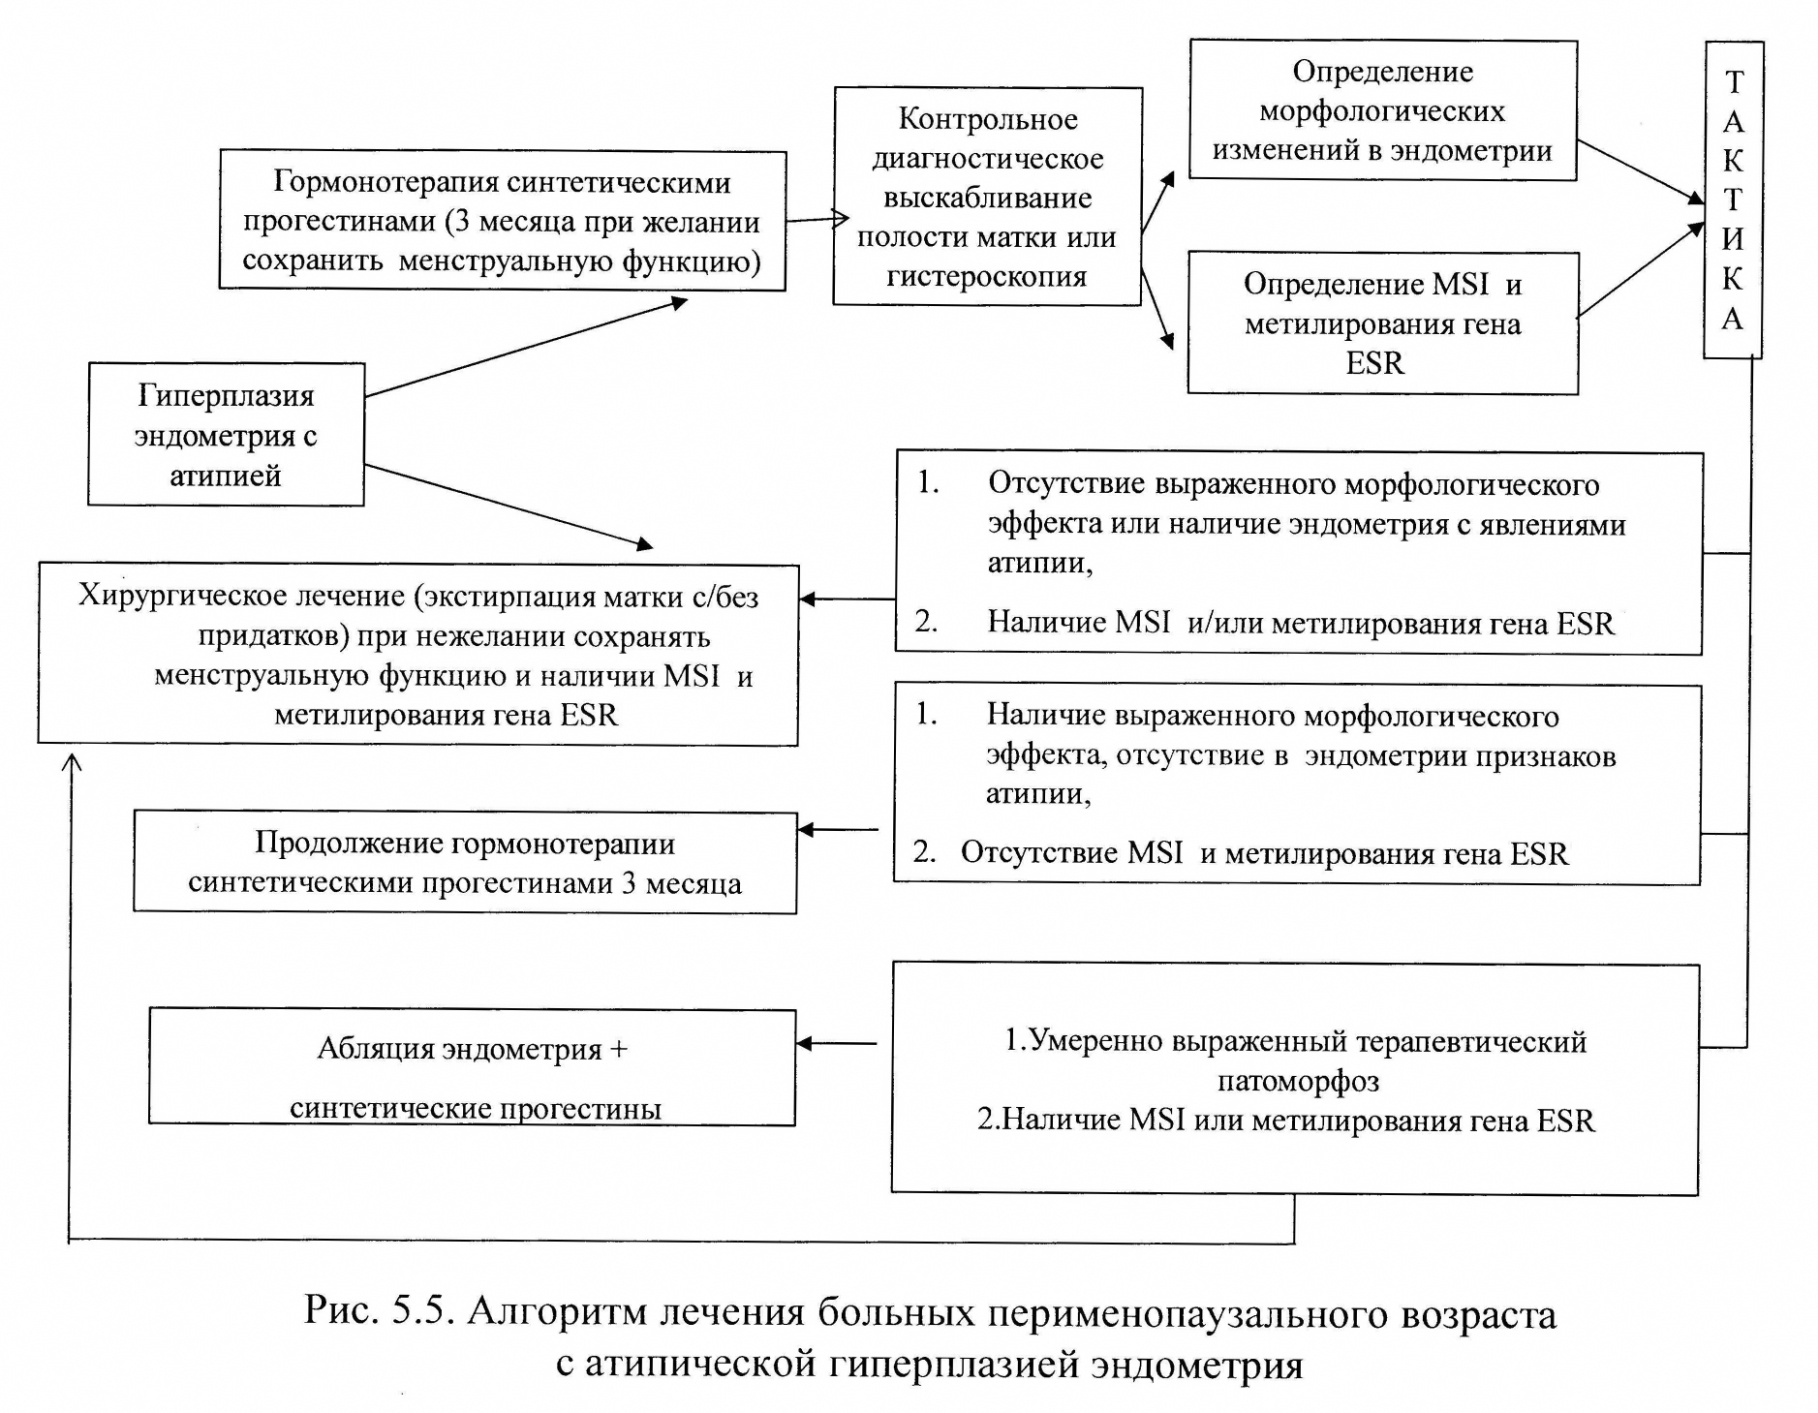 Определение
морфологических
изменений в эндометрии
Т
А
К
Т
И
К
А
Контрольное
диагностическое
выскабливание
полости матки или
гистероскопия
Гормонотерапия синтетическими
прогестинами (3 месяца при желании
сохранить менструальную функцию)
Определение MSI и
метилирования гена
ESR
Гиперплазия
эндометрия с
атипией
1. Отсутствие выраженного морфологического
эффекта или наличие эндометрия с явлениями
атипии,
2. Наличие MSI и/или метилирования гена ESR
Хирургическое лечение (экстирпация матки с/без
придатков) при нежелании сохранять
менструальную функцию и наличии MSI и
метилирования гена ESR
1. Наличие выраженного морфологического
эффекта, отсутствие в эндометрии признаков
атипии,
2. Отсутствие MSI и метилирования гена ESR
Продолжение гормонотерапии
синтетическими прогестинами 3 месяца
1.Умеренно выраженный терапевтический
патоморфоз
2.Наличие MSI или метилирования гена ESR
Абляция эндометрия +
синтетические прогестины
Рис. 5.5. Алгоритм лечения больных перименопаузального возраста
с атипической гиперплазией эндометрия